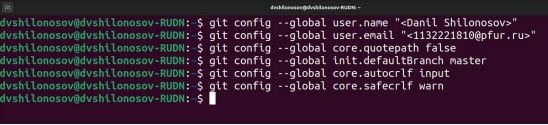 dvshilonosov@dvshilonosov-RUDN: ~
dvshilonosov@dvshilonosov-RUDN:~$ git config --global user.name "<Danil Shilonosov>"
dvshilonosov@dvshilonosov-RUDN:~$ git config --global user.email "<1132221810@pfur.ru>"
dvshilonosov@dvshilonosov-RUDN:~$ git config --global core.quotepath false
dvshilonosov@dvshilonosov-RUDN:~$ git config --global init.defaultBranch master
dvshilonosov@dvshilonosov-RUDN:~$ git config --global core.autocrlf input
dvshilonosov@dvshilonosov-RUDN:~$ git config --global core.safecrlf warn
dvshilonosov@dvshilonosov-RUDN:~$